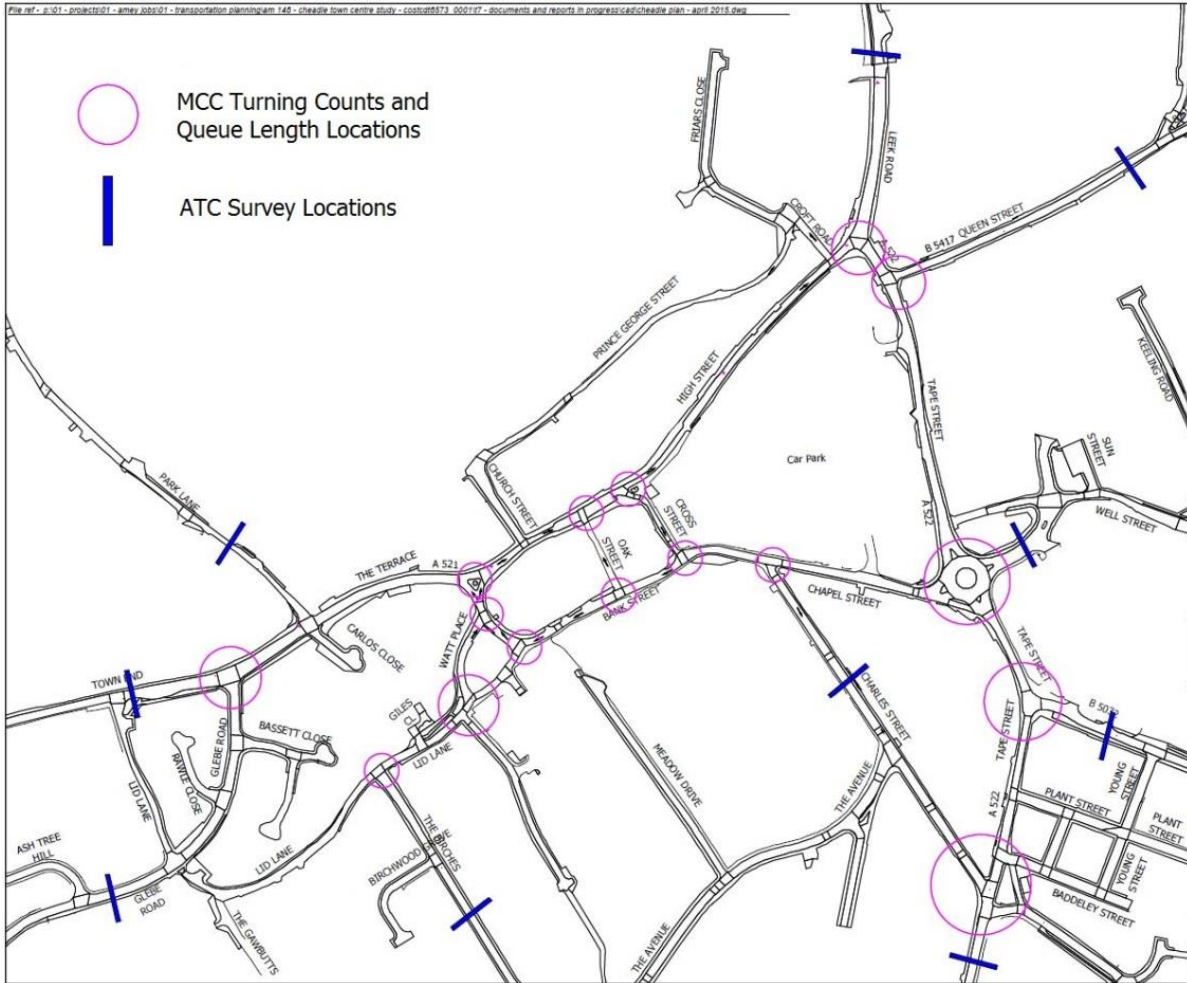 File ref - p:\01 - projects\01 - amey jobs\01 - transportation planning\am 148 - cheadle town centre study - costcdt8573_0001\t7 - documents and reports in progress\cad\cheadle plan - april 2015.dwg
MCC Turning Counts and
Queue Length Locations
ATC Survey Locations
FRIARS CLOSE
LEEK ROAD
CROFT ROAD
A 522
B 5417 QUEEN STREET
PRINCE GEORGE STREET
HIGH STREET
TAPE STREET
KEELING ROAD
Car Park
SUN
STREET
WELL STREET
A 522
PARK LANE
CHURCH STREET
CROSS
STREET
OAK
STREET
THE TERRACE
A 521
BANK STREET
CHAPEL STREET
CARLOS CLOSE
WATT PLACE
TAPE STREET
TOWN END
CHARLES STREET
GLEBE ROAD
BASSETT CLOSE
GILES
CL
LID LANE
RAWLE CLOSE
LID LANE
MEADOW DRIVE
THE AVENUE
TAPE STREET
A 522
PLANT STREET
YOUNG
STREET
PLANT
STREET
ASH TREE
HILL
LID LANE
THE BIRCHES
BIRCHWOOD GROVE
GLEBE
ROAD
THE GAWBUTTS
THE AVENUE
YOUNG
STREET
BADDELEY STREET